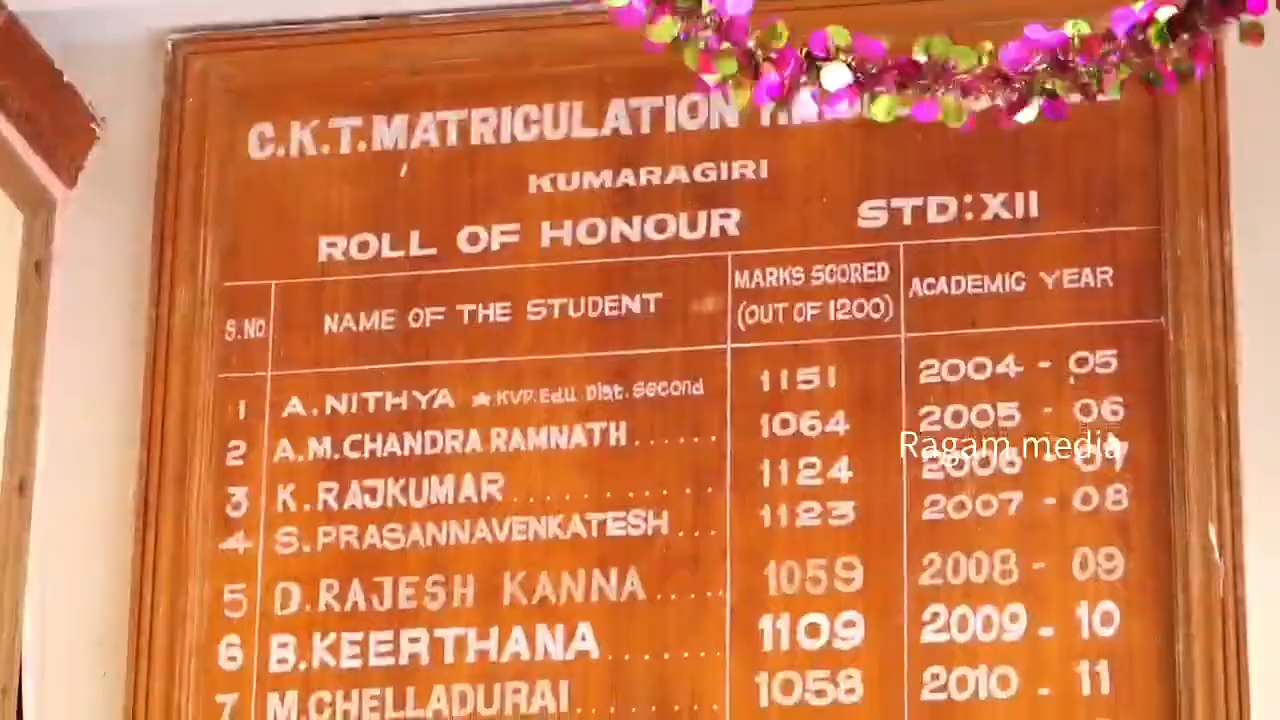 C.K.T.MATRICULATION
KUMARAGIRI
ROLL OF HONOUR STD:XII
S.NO NAME OF THE STUDENT MARKS SCORED (OUT OF 1200) ACADEMIC YEAR
1 A.NITHYA ★KVP.Edu. Dist. Second 1151 2004 - 05
2 A.M.CHANDRA RAMNATH...... 1064 2005 - 06
Ragam media
3 K.RAJKUMAR........... 1124 2006 - 07
4 S.PRASANNAVENKATESH... 1123 2007 - 08
5 D.RAJESH KANNA..... 1059 2008 - 09
6 B.KEERTHANA....... 1109 2009 - 10
7 M.CHELLADURAI........ 1058 2010 - 11